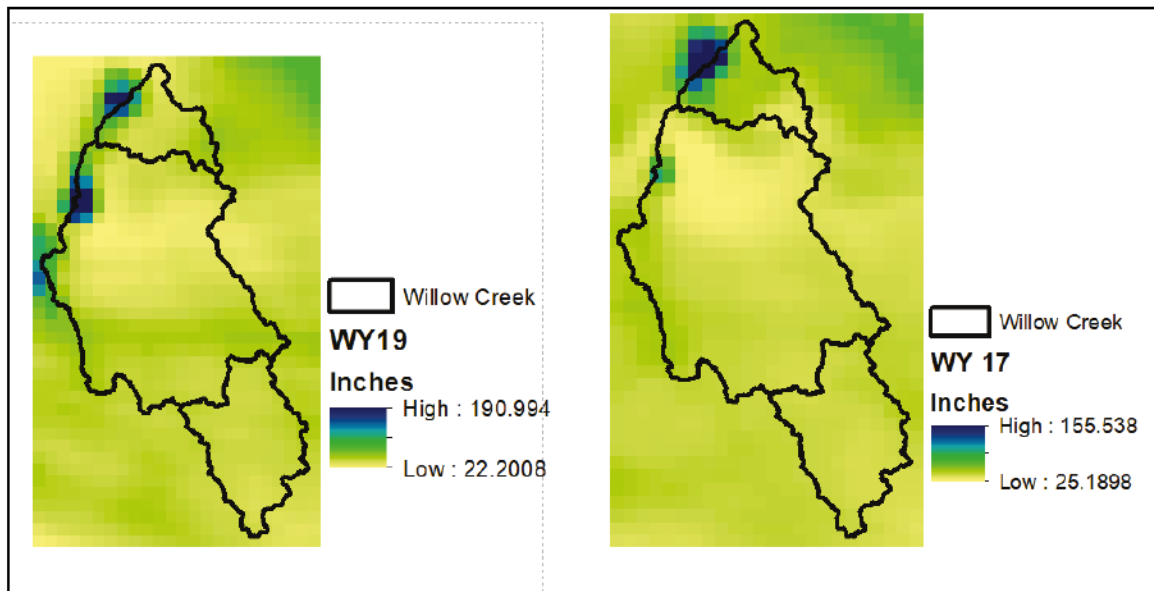 Willow Creek
WY19
Inches
High : 190.994
Low : 22.2008
Willow Creek
WY 17
Inches
High : 155.538
Low : 25.1898